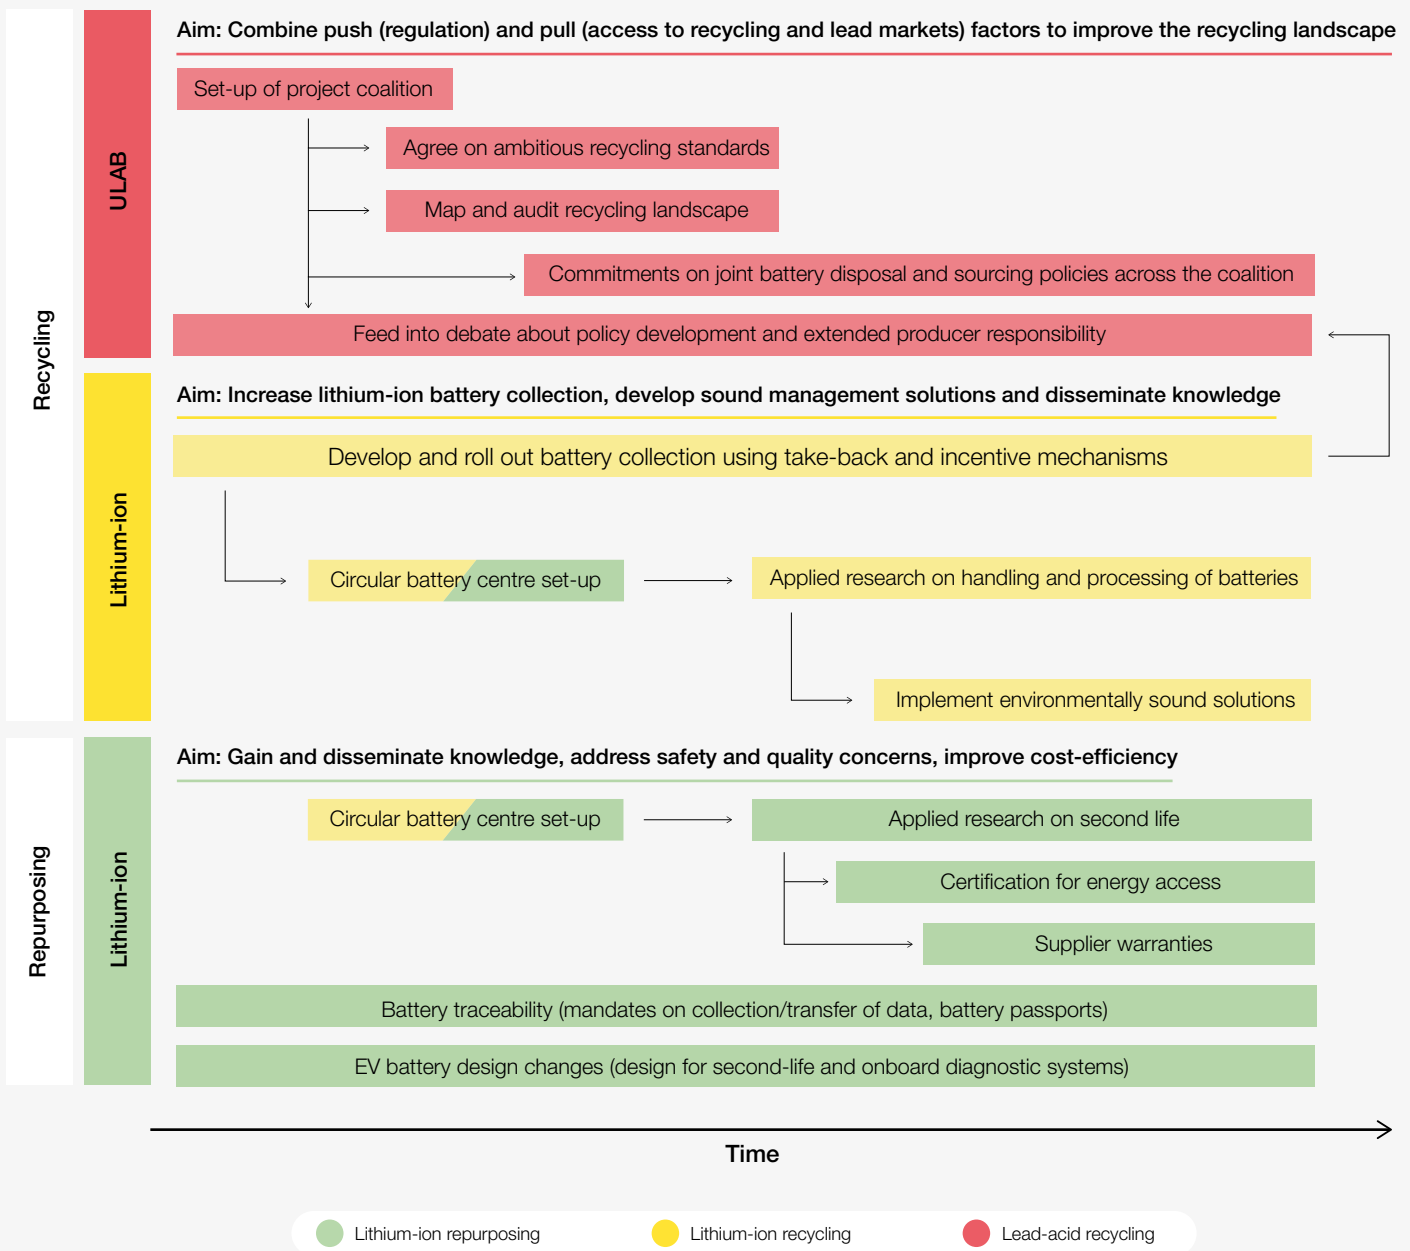 Aim: Combine push (regulation) and pull (access to recycling and lead markets) factors to improve the recycling landscape
Recycling
ULAB
Set-up of project coalition
Agree on ambitious recycling standards
Map and audit recycling landscape
Commitments on joint battery disposal and sourcing policies across the coalition
Feed into debate about policy development and extended producer responsibility
Lithium-ion
Aim: Increase lithium-ion battery collection, develop sound management solutions and disseminate knowledge
Develop and roll out battery collection using take-back and incentive mechanisms
Circular battery centre set-up
Applied research on handling and processing of batteries
Implement environmentally sound solutions
Repurposing
Lithium-ion
Aim: Gain and disseminate knowledge, address safety and quality concerns, improve cost-efficiency
Circular battery centre set-up
Applied research on second life
Certification for energy access
Supplier warranties
Battery traceability (mandates on collection/transfer of data, battery passports)
EV battery design changes (design for second-life and onboard diagnostic systems)
Time
Lithium-ion repurposing
Lithium-ion recycling
Lead-acid recycling